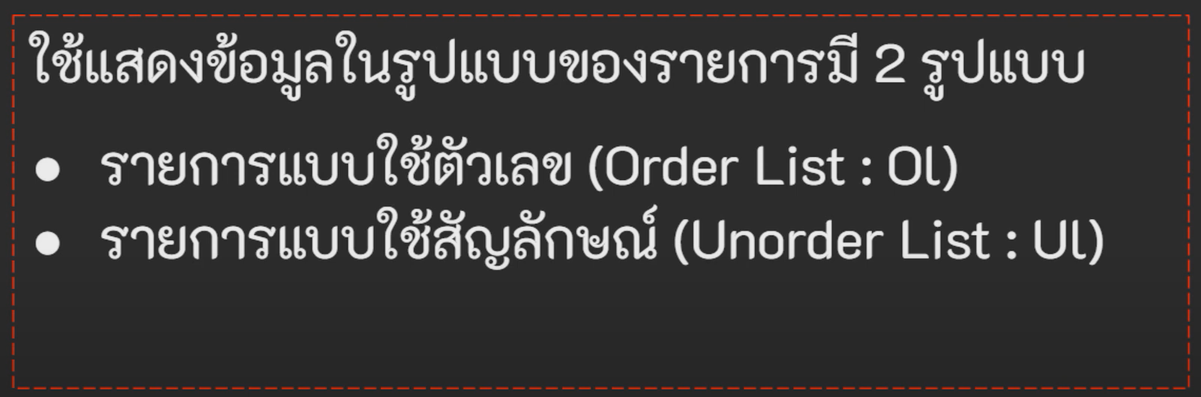 ใช้แสดงข้อมูลในรูปแบบของรายการมี 2 รูปแบบ
● รายการแบบใช้ตัวเลข (Order List : Ol)
● รายการแบบใช้สัญลักษณ์ (Unorder List : Ul)